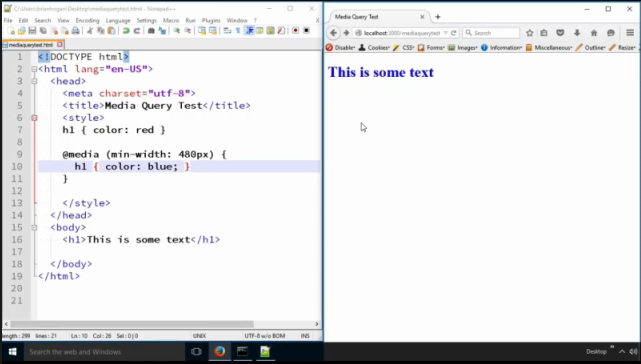 C:\Users\brianmorgan\Desktop\mediaquerytest.html - Notepad++
File Edit Search View Encoding Language Settings Macro Run Plugins Window ?
mediaquerytest.html
1 <!DOCTYPE html>
2 <html lang="en-US">
3 <head>
4 <meta charset="utf-8">
5 <title>Media Query Test</title>
6 <style>
7 h1 { color: red }
8
9 @media (min-width: 480px) {
10 h1 { color: blue; }
11 }
12
13 </style>
14 </head>
15 <body>
16 <h1>This is some text</h1>
17
18 </body>
19 </html>
20
21
length: 299 lines: 21 Ln: 10 Col: 26 Sel: 0 | 0 UNIX UTF-8 w/o BOM INS
Media Query Test
localhost:3000/mediaquerytest Search
Disable Cookies CSS Forms Images Information Miscellaneous Outline Resize
This is some text
Search the web and Windows
Desktop